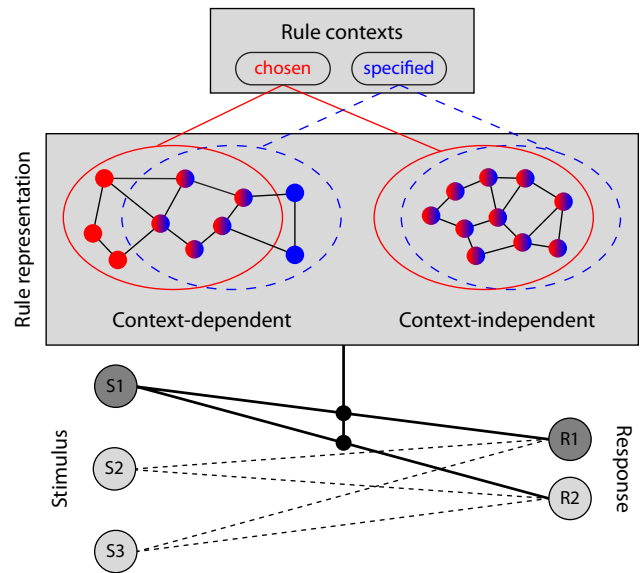 Rule contexts
chosen
specified
Rule representation
Context-dependent
Context-independent
S1
S2
S3
Stimulus
R1
R2
Response